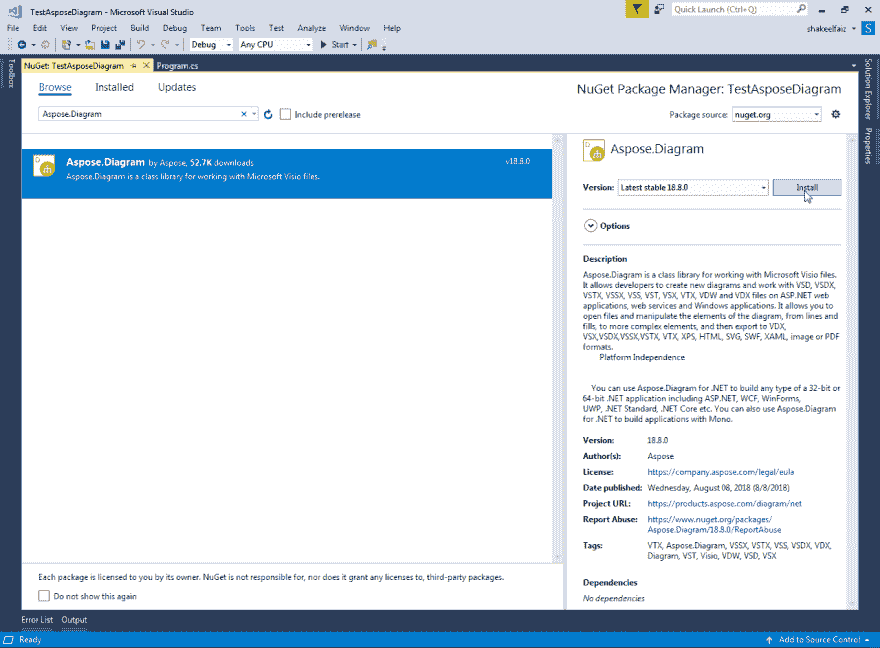 TestAsposeDiagram - Microsoft Visual Studio
Quick Launch (Ctrl+Q)
File Edit View Project Build Debug Team Tools Test Analyze Window Help
shakeelfaiz
S
Debug Any CPU Start
NuGet: TestAsposeDiagram Program.cs
Toolbox
Solution Explorer
Properties
Browse Installed Updates
NuGet Package Manager: TestAsposeDiagram
Aspose.Diagram
Include prerelease
Package source: nuget.org
Aspose.Diagram by Aspose, 52.7K downloads
v18.8.0
Aspose.Diagram is a class library for working with Microsoft Visio files.
Aspose.Diagram
Version: Latest stable 18.8.0
Install
Options
Description
Aspose.Diagram is a class library for working with Microsoft Visio files.
It allows developers to create new diagrams and work with VSD, VSDX,
VSTX, VSSX, VSS, VST, VSX, VTX, VDW and VDX files on ASP.NET web
applications, web services and Windows applications. It allows you to
open files and manipulate the elements of the diagram, from lines and
fills, to more complex elements, and then export to VDX,
VSX,VSDX,VSSX,VSTX, VTX, XPS, HTML, SVG, SWF, XAML, image or PDF
formats.
Platform Independence
You can use Aspose.Diagram for .NET to build any type of a 32-bit or
64-bit .NET application including ASP.NET, WCF, WinForms,
UWP, .NET Standard, .NET Core etc. You can also use Aspose.Diagram
for .NET to build applications with Mono.
Version: 18.8.0
Author(s): Aspose
License: https://company.aspose.com/legal/eula
Date published: Wednesday, August 08, 2018 (8/8/2018)
Project URL: https://products.aspose.com/diagram/net
Report Abuse: https://www.nuget.org/packages/
Aspose.Diagram/18.8.0/ReportAbuse
Tags: VTX, Aspose.Diagram, VSSX, VSTX, VSS, VSDX, VDX,
Diagram, VST, Visio, VDW, VSD, VSX
Dependencies
No dependencies
Each package is licensed to you by its owner. NuGet is not responsible for, nor does it grant any licenses to, third-party packages.
Do not show this again
Error List Output
Ready
Add to Source Control